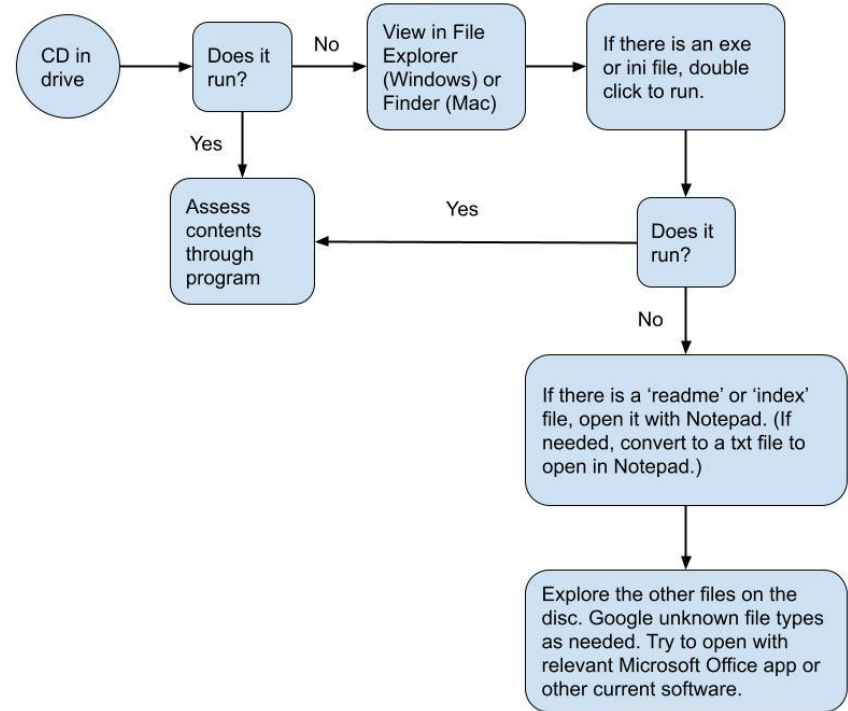 CD in
drive
Does it
run?
No
View in File
Explorer
(Windows) or
Finder (Mac)
If there is an exe
or ini file, double
click to run.
Yes
Assess
contents
through
program
Yes
Does it
run?
No
If there is a ‘readme’ or ‘index’
file, open it with Notepad. (If
needed, convert to a txt file to
open in Notepad.)
Explore the other files on the
disc. Google unknown file types
as needed. Try to open with
relevant Microsoft Office app or
other current software.